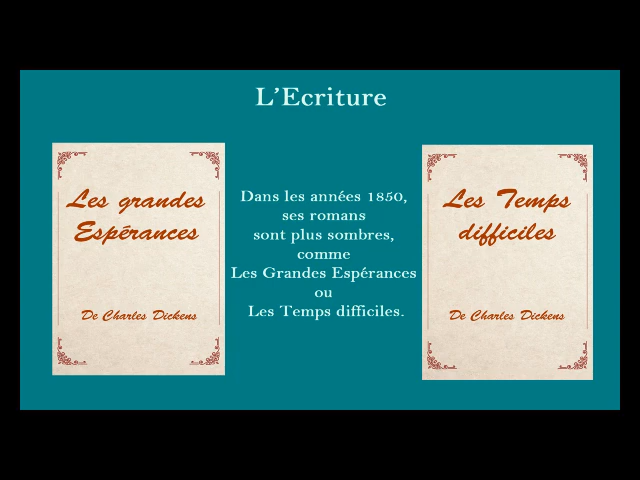 L'Ecriture
Les grandes
Espérances
De Charles Dickens
Dans les années 1850,
ses romans
sont plus sombres,
comme
Les Grandes Espérances
ou
Les Temps difficiles.
Les Temps
difficiles
De Charles Dickens